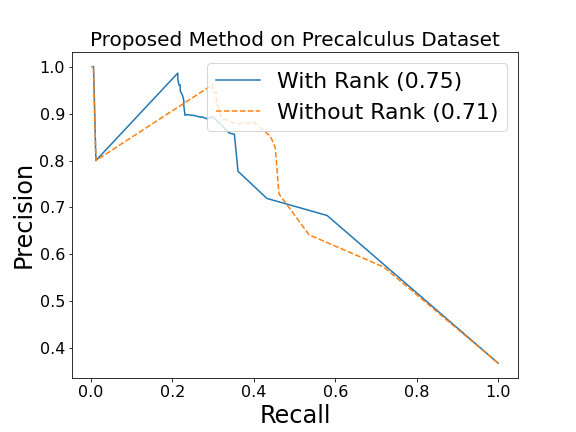 Proposed Method on Precalculus Dataset
With Rank (0.75)
Without Rank (0.71)
Precision
1.0
0.9
0.8
0.7
0.6
0.5
0.4
0.0 0.2 0.4 0.6 0.8 1.0
Recall